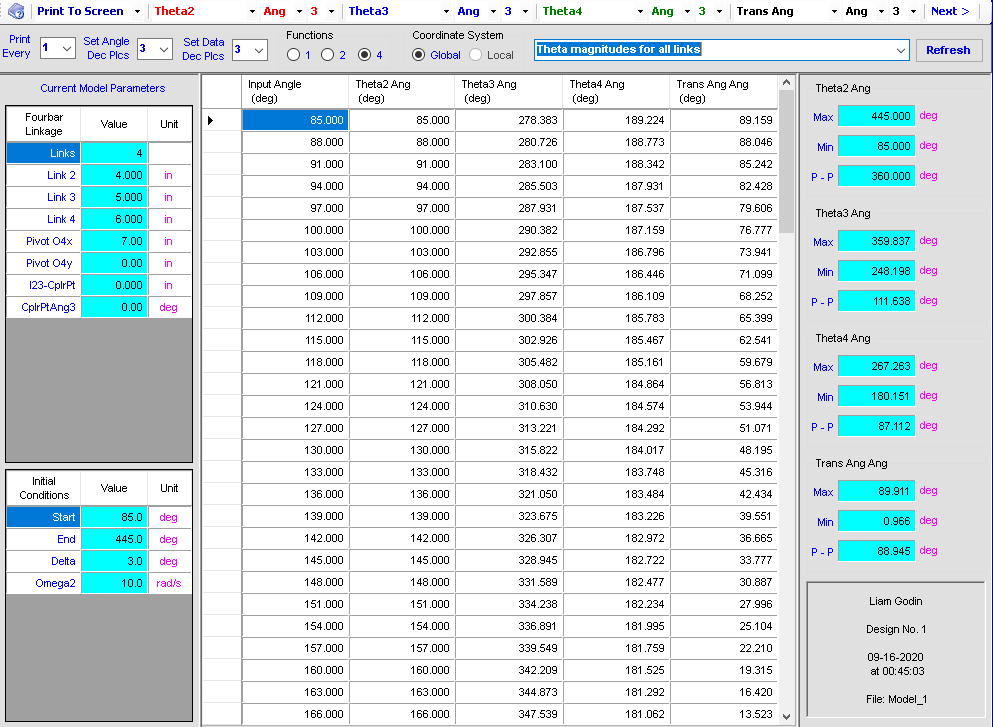 Print To Screen Theta2 Ang 3 Theta3 Ang 3 Theta4 Ang 3 Trans Ang Ang 3 Next >
Print Every 1 Set Angle Dec Plcs 3 Set Data Dec Plcs 3 Functions 1 2 4 Coordinate System Global Local Theta magnitudes for all links Refresh
Current Model Parameters
Fourbar Linkage Value Unit
Links 4
Link 2 4.000 in
Link 3 5.000 in
Link 4 6.000 in
Pivot O4x 7.00 in
Pivot O4y 0.00 in
I23-CplrPt 0.000 in
CplrPtAng3 0.00 deg
Initial Conditions Value Unit
Start 85.0 deg
End 445.0 deg
Delta 3.0 deg
Omega2 10.0 rad/s
Input Angle (deg) Theta2 Ang (deg) Theta3 Ang (deg) Theta4 Ang (deg) Trans Ang Ang (deg)
85.000 85.000 278.383 189.224 89.159
88.000 88.000 280.726 188.773 88.046
91.000 91.000 283.100 188.342 85.242
94.000 94.000 285.503 187.931 82.428
97.000 97.000 287.931 187.537 79.606
100.000 100.000 290.382 187.159 76.777
103.000 103.000 292.855 186.796 73.941
106.000 106.000 295.347 186.446 71.099
109.000 109.000 297.857 186.109 68.252
112.000 112.000 300.384 185.783 65.399
115.000 115.000 302.926 185.467 62.541
118.000 118.000 305.482 185.161 59.679
121.000 121.000 308.050 184.864 56.813
124.000 124.000 310.630 184.574 53.944
127.000 127.000 313.221 184.292 51.071
130.000 130.000 315.822 184.017 48.195
133.000 133.000 318.432 183.748 45.316
136.000 136.000 321.050 183.484 42.434
139.000 139.000 323.675 183.226 39.551
142.000 142.000 326.307 182.972 36.665
145.000 145.000 328.945 182.722 33.777
148.000 148.000 331.589 182.477 30.887
151.000 151.000 334.238 182.234 27.996
154.000 154.000 336.891 181.995 25.104
157.000 157.000 339.549 181.759 22.210
160.000 160.000 342.209 181.525 19.315
163.000 163.000 344.873 181.292 16.420
166.000 166.000 347.539 181.062 13.523
Theta2 Ang
Max 445.000 deg
Min 85.000 deg
P - P 360.000 deg
Theta3 Ang
Max 359.837 deg
Min 248.198 deg
P - P 111.638 deg
Theta4 Ang
Max 267.263 deg
Min 180.151 deg
P - P 87.112 deg
Trans Ang Ang
Max 89.911 deg
Min 0.966 deg
P - P 88.945 deg
Liam Godin
Design No. 1
09-16-2020
at 00:45:03
File: Model_1